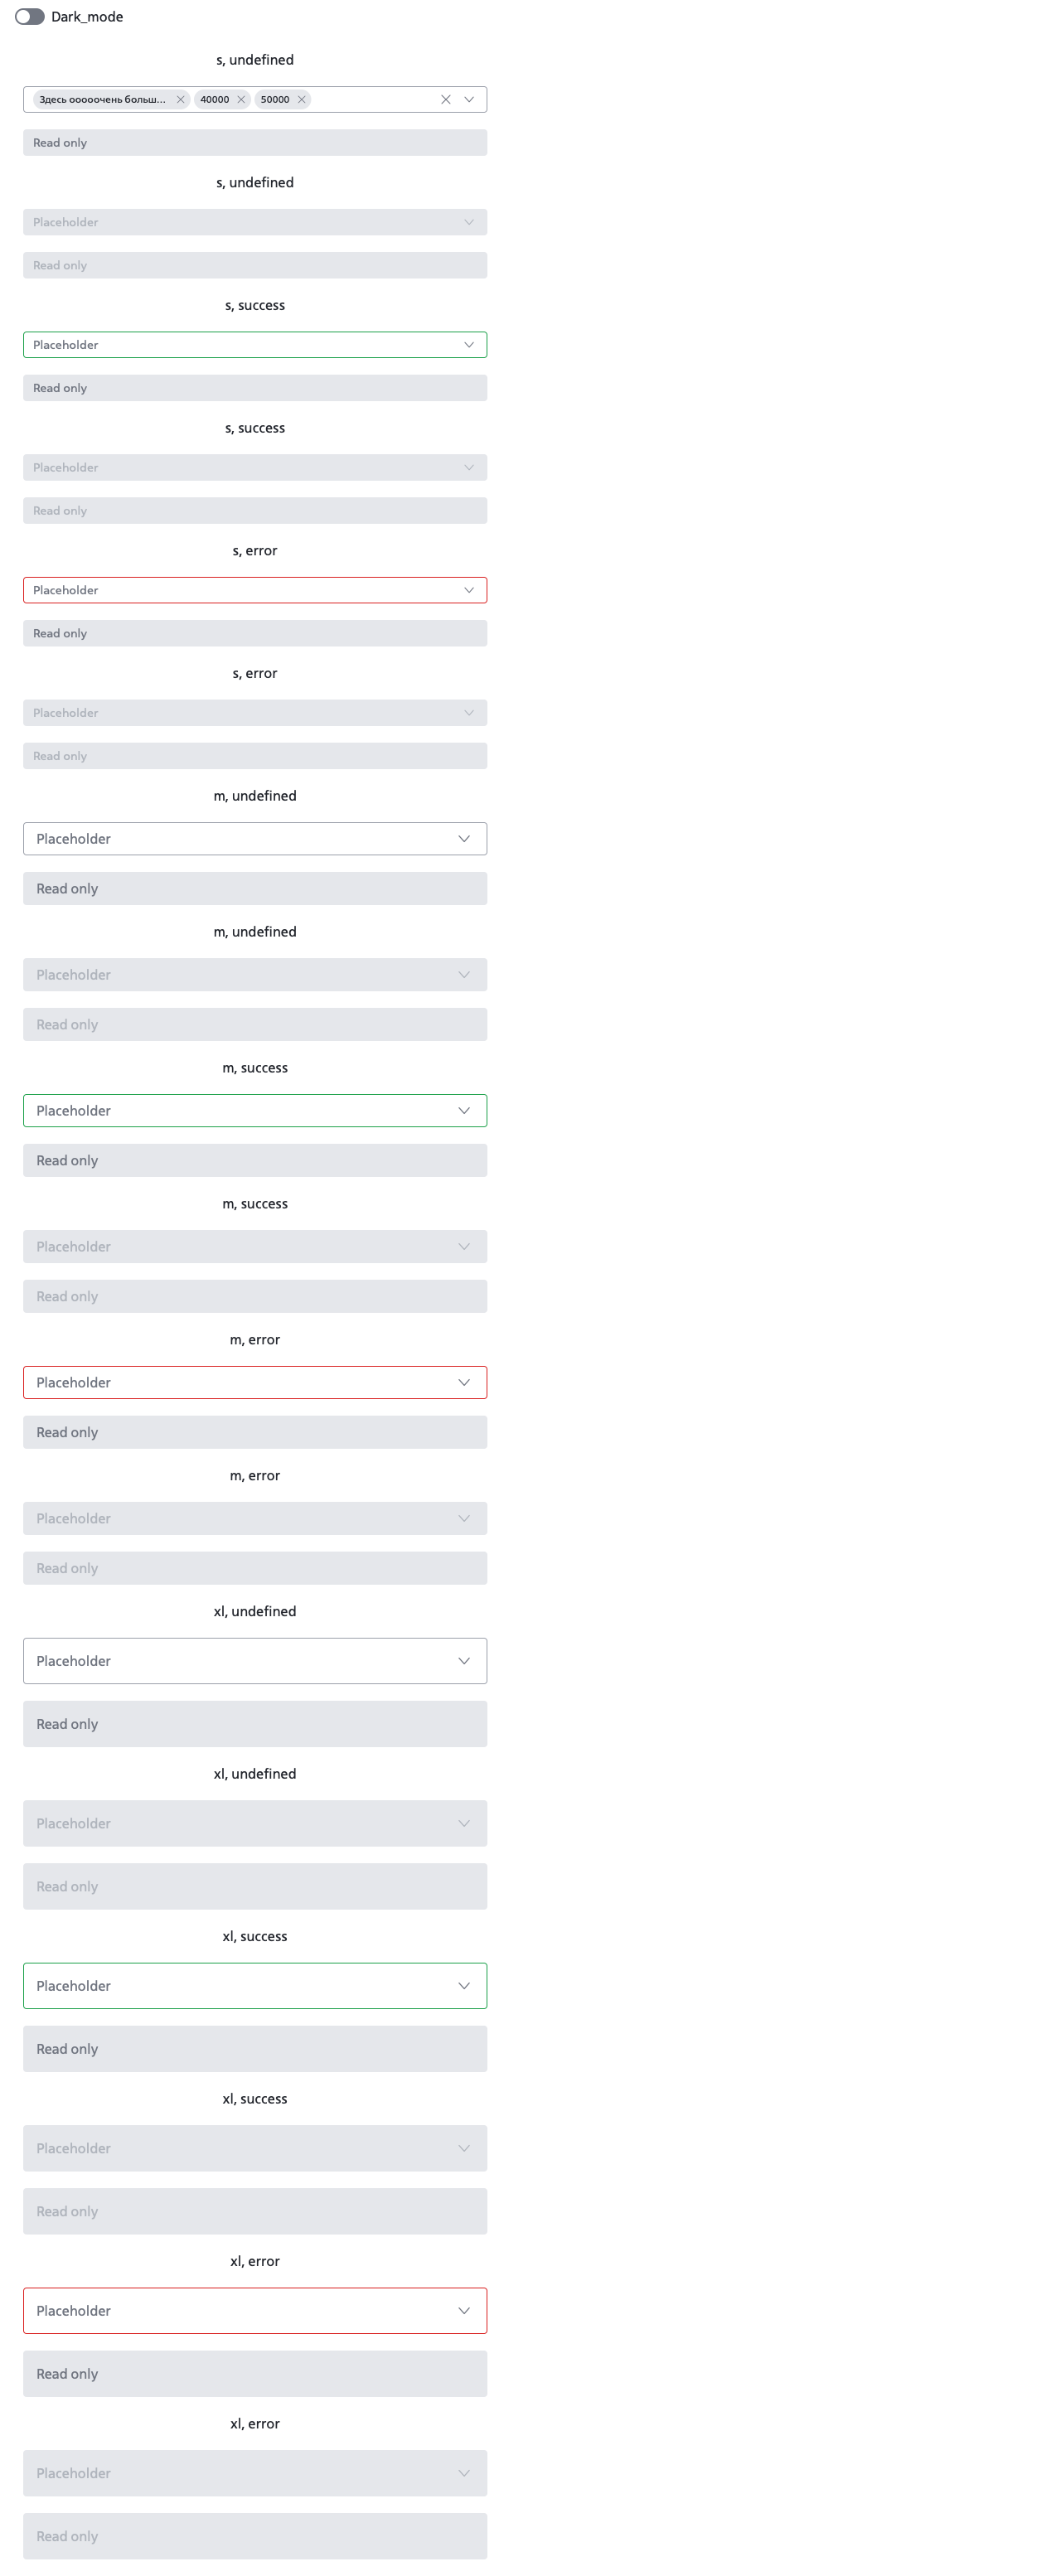 Dark_mode
s, undefined
Здесь ооооочень больш... 40000 50000
Read only
s, undefined
Placeholder
Read only
s, success
Placeholder
Read only
s, success
Placeholder
Read only
s, error
Placeholder
Read only
s, error
Placeholder
Read only
m, undefined
Placeholder
Read only
m, undefined
Placeholder
Read only
m, success
Placeholder
Read only
m, success
Placeholder
Read only
m, error
Placeholder
Read only
m, error
Placeholder
Read only
xl, undefined
Placeholder
Read only
xl, undefined
Placeholder
Read only
xl, success
Placeholder
Read only
xl, success
Placeholder
Read only
xl, error
Placeholder
Read only
xl, error
Placeholder
Read only